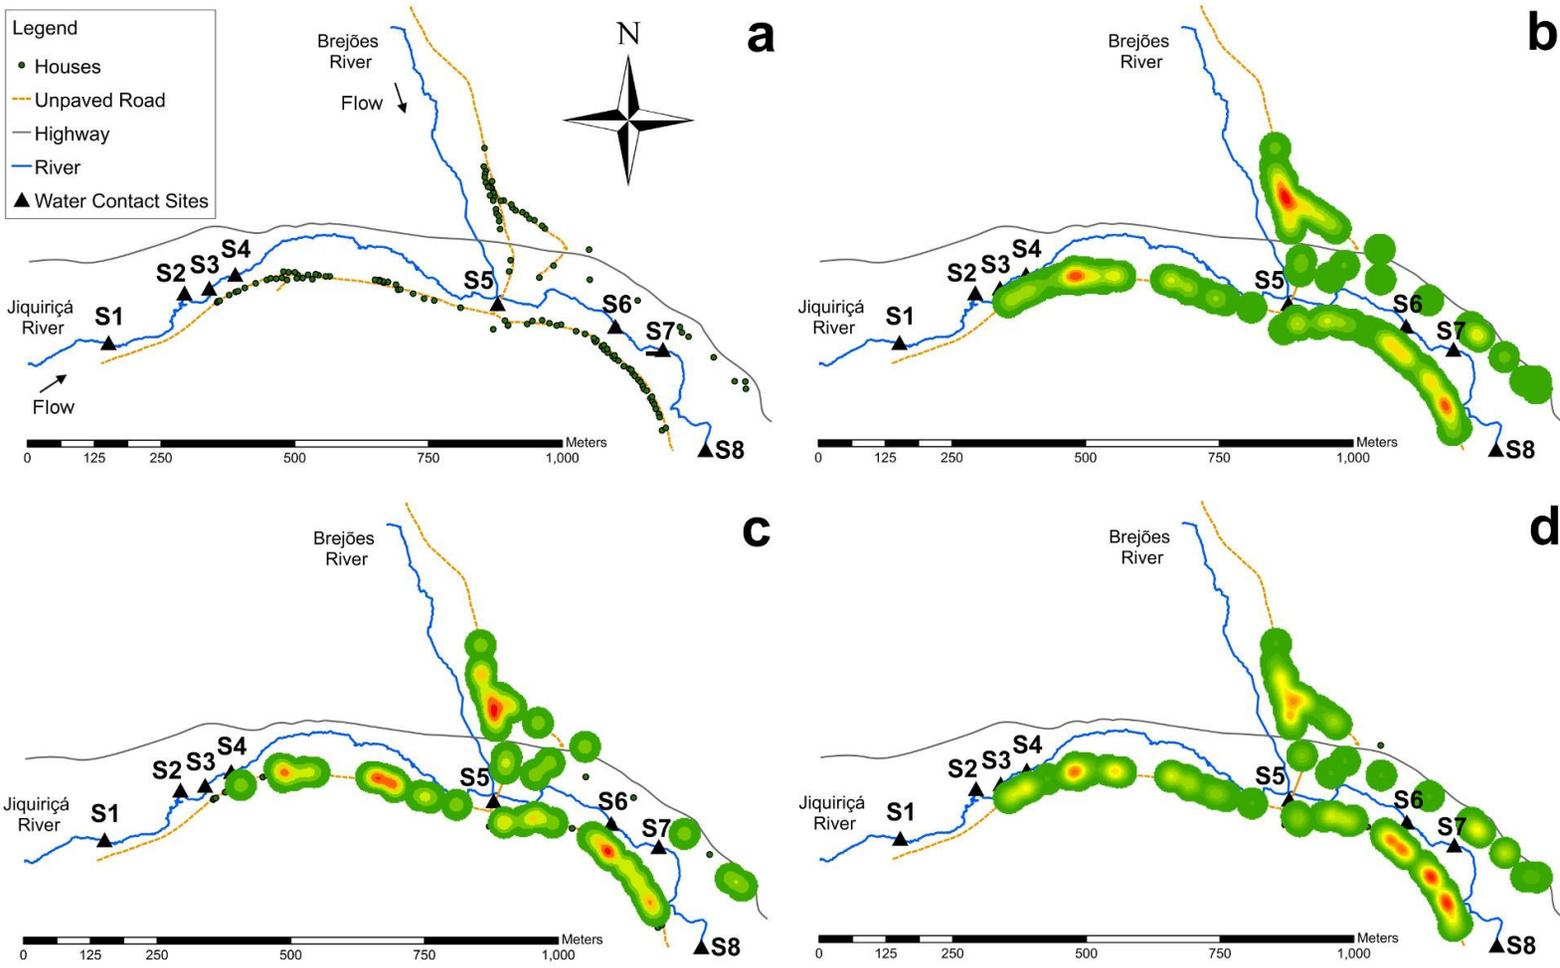 Legend
Houses
Unpaved Road
Highway
River
Water Contact Sites
Brejões
River
Flow
N
a
S4
S3
S2
S5
S1
S6
S7
Jiquiriçá
River
Flow
S8
Meters
0 125 250 500 750 1,000
Brejões
River
b
S4
S3
S2
S5
S1
S6
S7
Jiquiriçá
River
S8
Meters
0 125 250 500 750 1,000
Brejões
River
c
S4
S3
S2
S5
S1
S6
S7
Jiquiriçá
River
S8
Meters
0 125 250 500 750 1,000
Brejões
River
d
S4
S3
S2
S5
S1
S6
S7
Jiquiriçá
River
S8
Meters
0 125 250 500 750 1,000